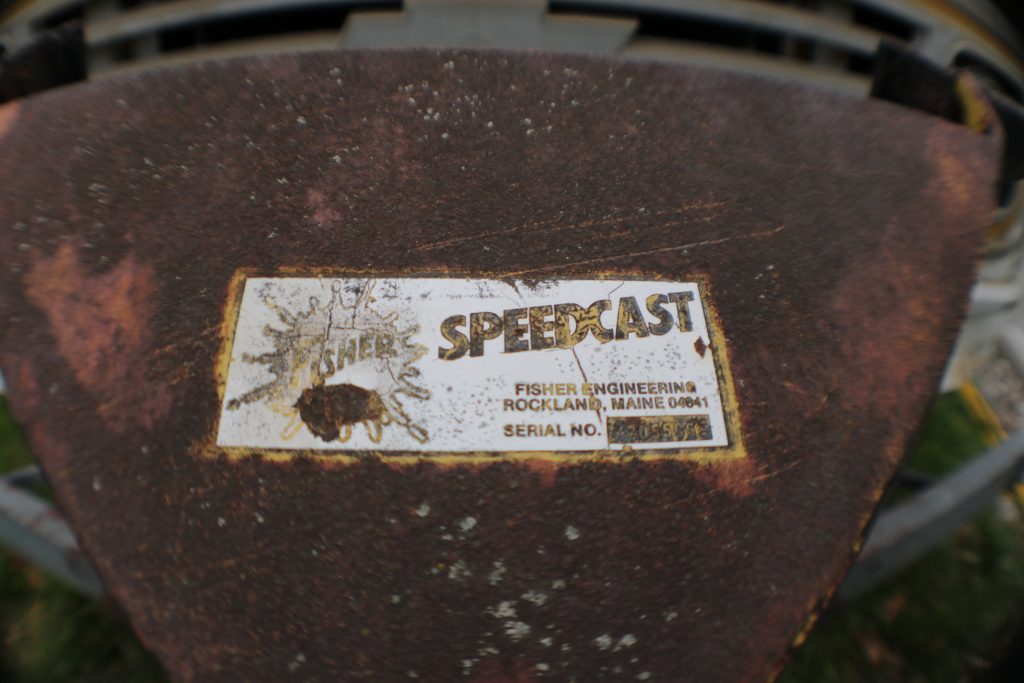 FISHER
SPEEDCAST
FISHER ENGINEERING
ROCKLAND, MAINE 04841
SERIAL NO.